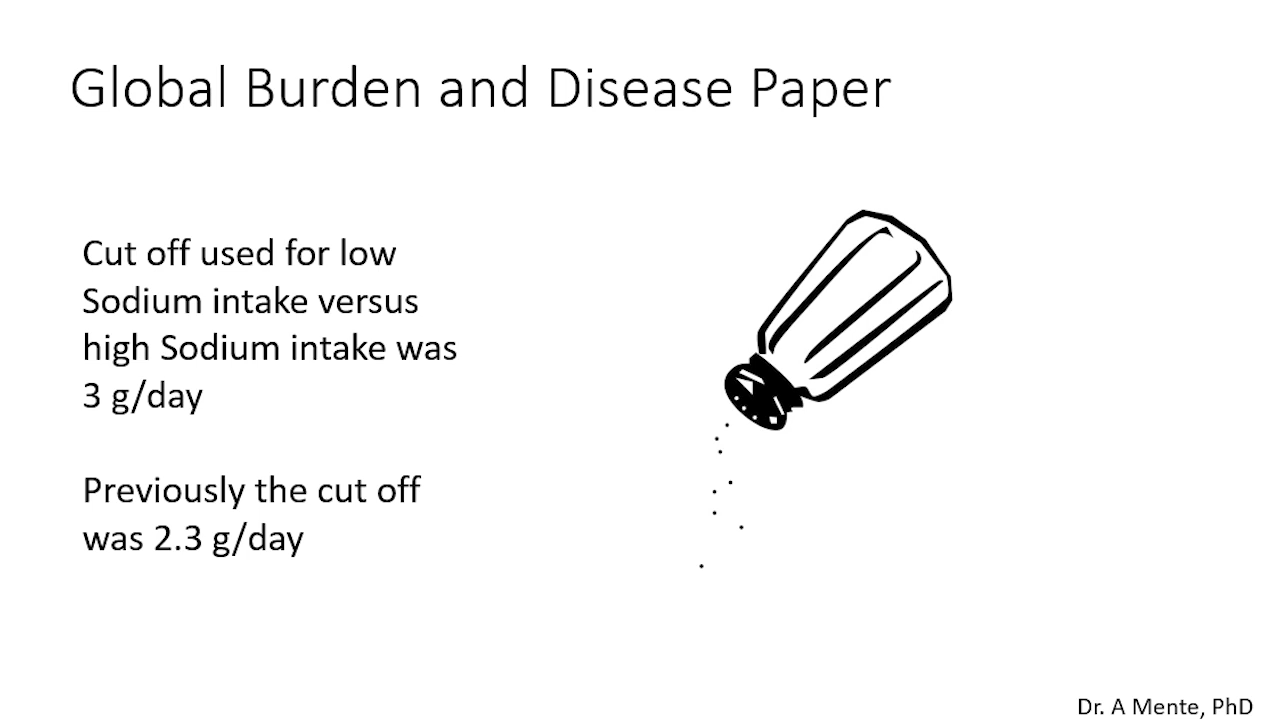 Global Burden and Disease Paper
Cut off used for low
Sodium intake versus
high Sodium intake was
3 g/day
Previously the cut off
was 2.3 g/day
Dr. A Mente, PhD